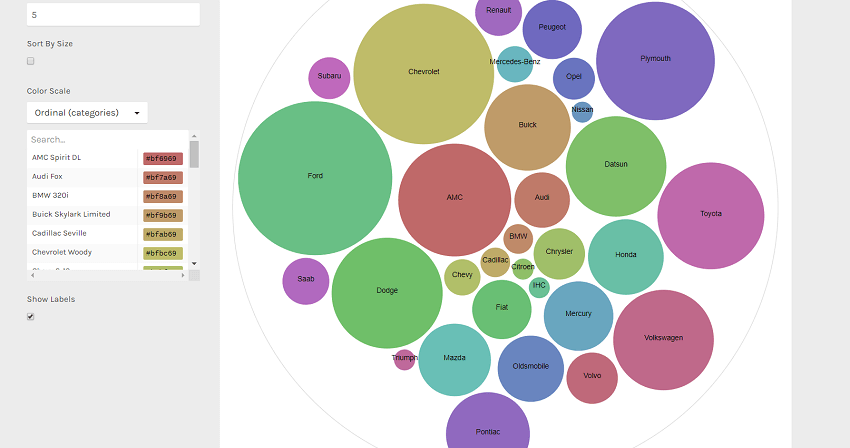 5
Sort By Size
Color Scale
Ordinal (categories)
Search...
AMC Spirit DL #bf6969
Audi Fox #bf7a69
BMW 320i #bf8a69
Buick Skylark Limited #bf9b69
Cadillac Seville #bfab69
Chevrolet Woody #bfbc69
Show Labels
Renault
Peugeot
Plymouth
Mercedes-Benz
Chevrolet
Subaru
Opel
Nissan
Buick
Datsun
Ford
AMC
Audi
Toyota
BMW
Chrysler
Honda
Cadillac
Citroen
Chevy
Saab
IHC
Dodge
Fiat
Mercury
Volkswagen
Triumph
Mazda
Oldsmobile
Volvo
Pontiac